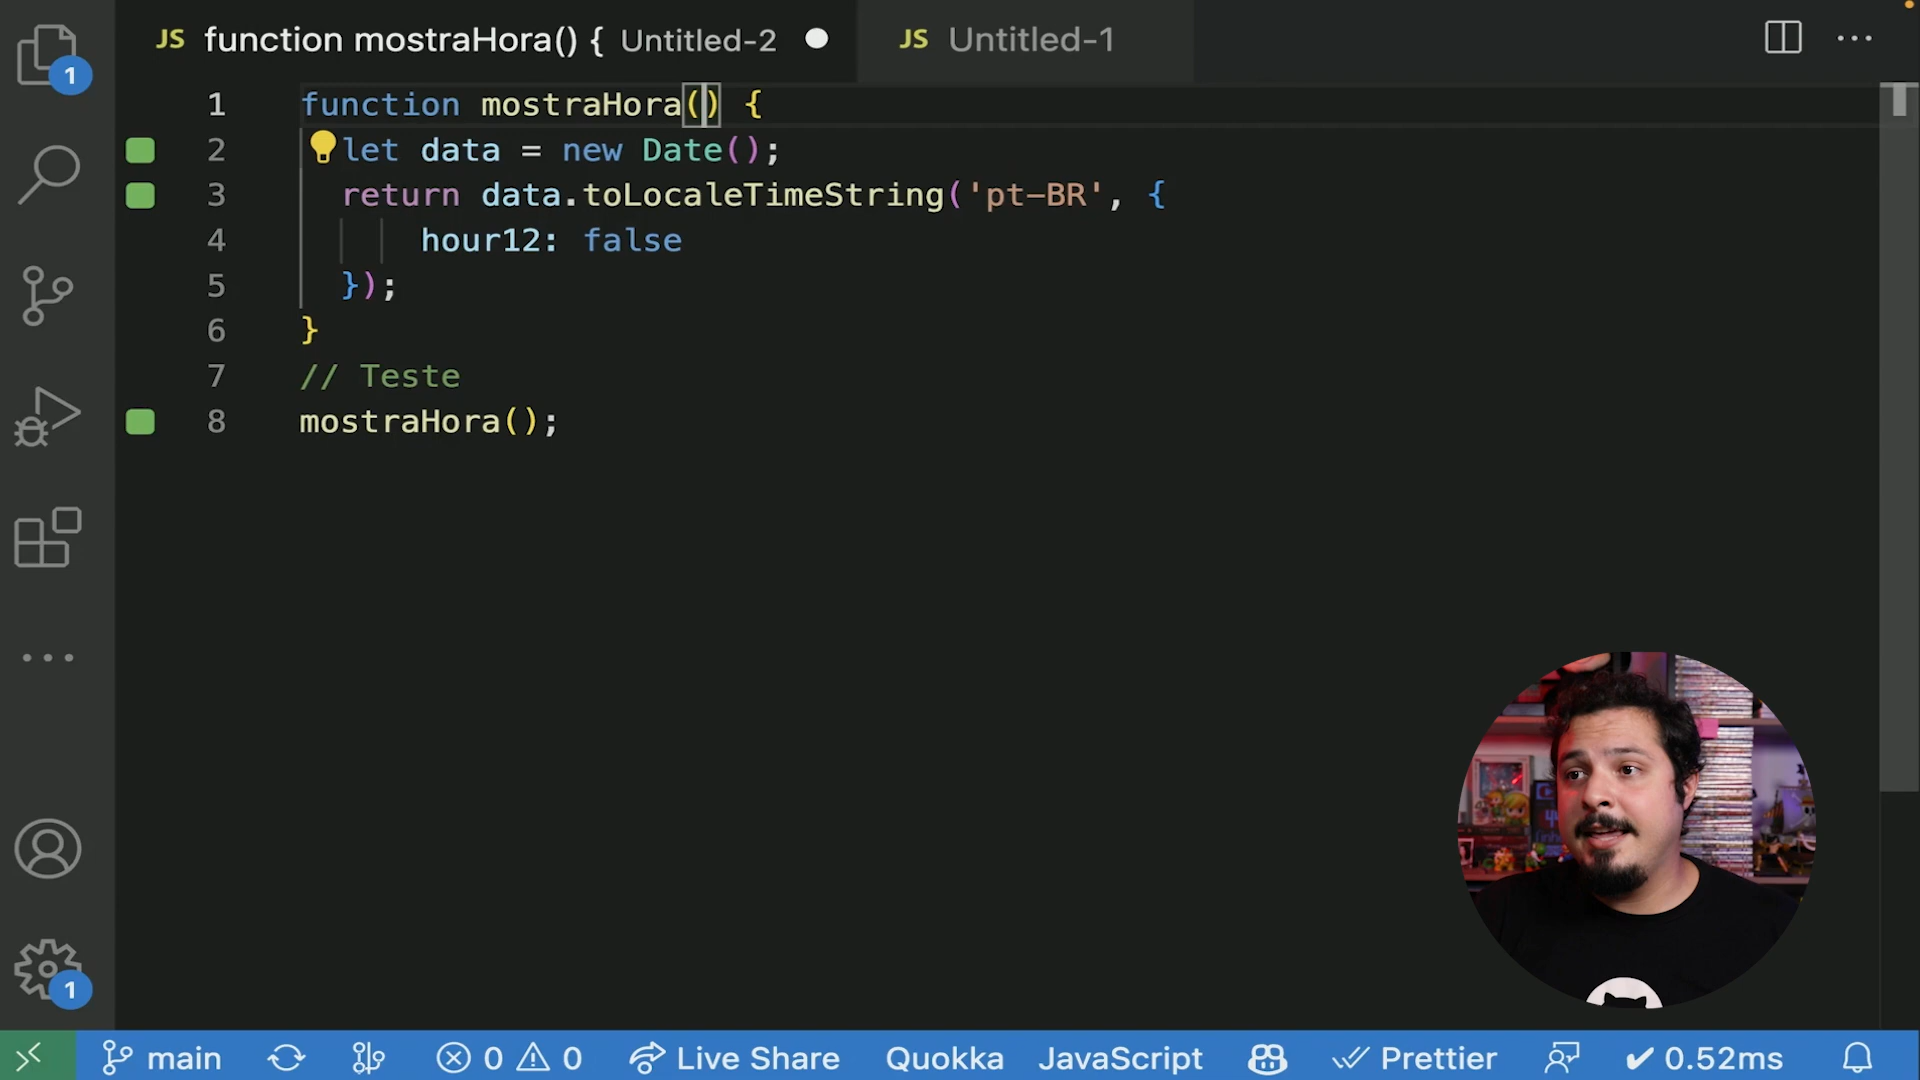 JS function mostraHora() { Untitled-2 JS Untitled-1
1 function mostraHora() {
2 let data = new Date();
3 return data.toLocaleTimeString('pt-BR', {
4 hour12: false
5 });
6 }
7 // Teste
8 mostraHora();
1
1
main 0 0 Live Share Quokka JavaScript Prettier 0.52ms